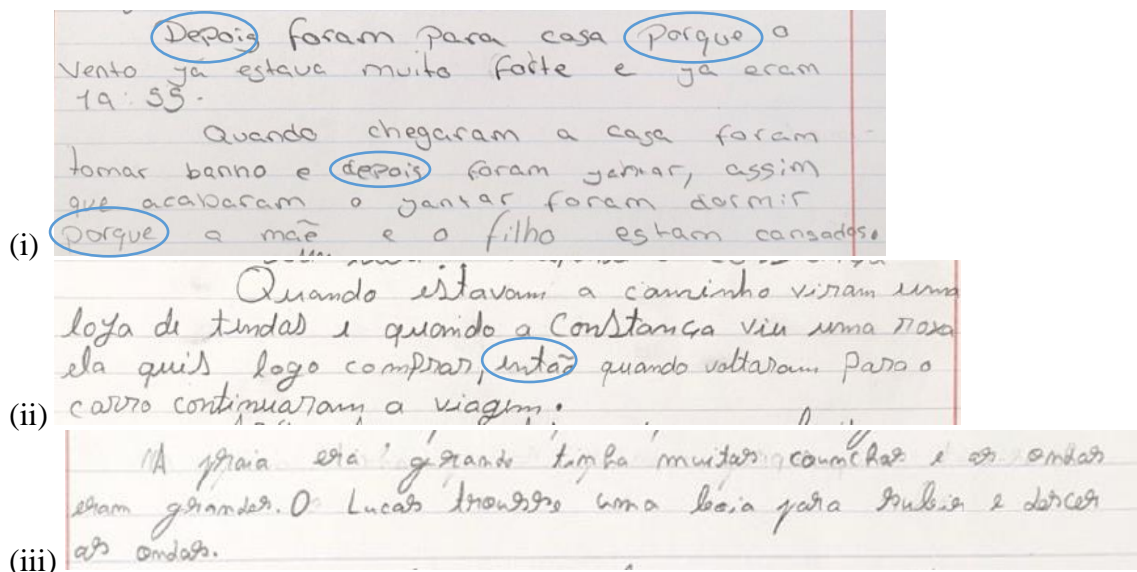 Depois foram para casa porque o
vento já estava muito forte e já eram
19:55.
Quando chegaram a casa foram
tomar banho e depois foram jantar, assim
que acabaram o jantar foram dormir
(i) porque a mãe e o filho estam cansados.
Quando estavam a caminho viram uma
loja de tendas e quando a Constança viu uma roxa
ela quis logo comprar, então quando voltaram para o
(ii) carro continuaram a viagem.
A praia era grande tinha muitas counchas e as ondas
eram grandes. O Lucas trousse uma boia para subir e descer
(iii) as ondas.